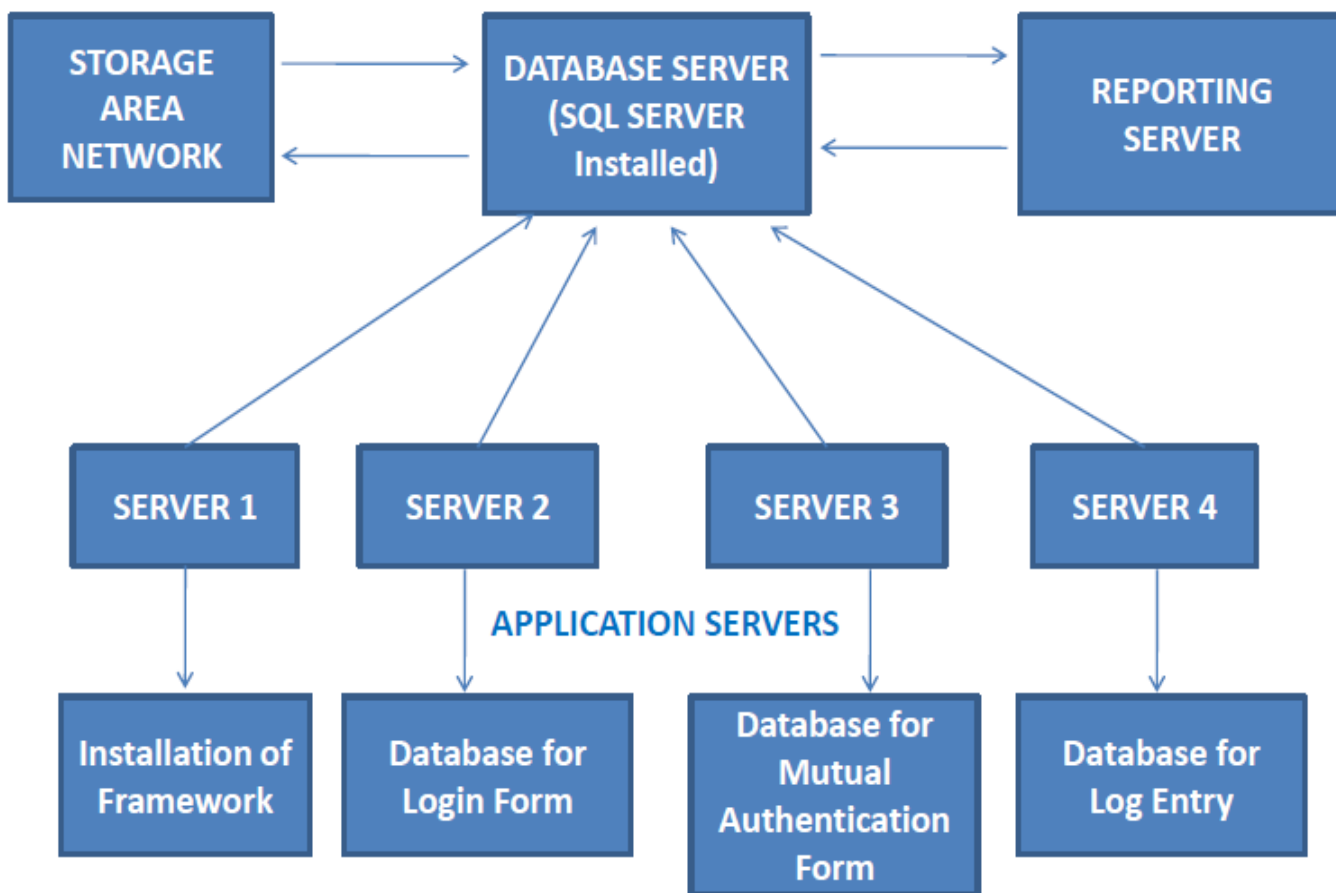 STORAGE
AREA
NETWORK
DATABASE SERVER
(SQL SERVER
Installed)
REPORTING
SERVER
SERVER 1
SERVER 2
SERVER 3
SERVER 4
APPLICATION SERVERS
Installation of
Framework
Database for
Login Form
Database for
Mutual
Authentication
Form
Database for
Log Entry